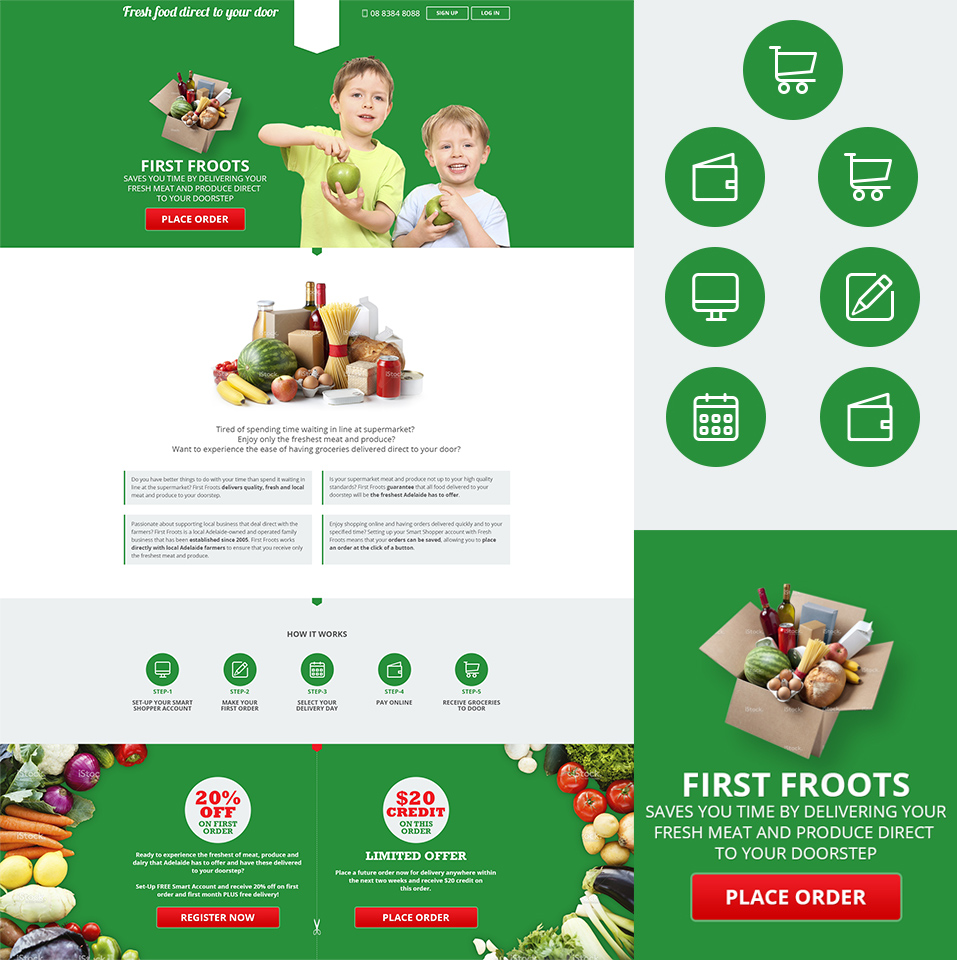 Fresh food direct to your door
08 8384 8088
SIGN UP
LOG IN
iStock
FIRST FROOTS
SAVES YOU TIME BY DELIVERING YOUR
FRESH MEAT AND PRODUCE DIRECT
TO YOUR DOORSTEP
PLACE ORDER
iStock
iStock
iStock
Tired of spending time waiting in line at supermarket?
Enjoy only the freshest meat and produce?
Want to experience the ease of having groceries delivered direct to your door?
Do you have better things to do with your time than spend it waiting in
line at the supermarket? First Froots delivers quality, fresh and local
meat and produce to your doorstep.
Is your supermarket meat and produce not up to your high quality
standards? First Froots guarantee that all food delivered to your
doorstep will be the freshest Adelaide has to offer.
Passionate about supporting local business that deal direct with the
farmers? First Froots is a local Adelaide-owned and operated family
business that has been established since 2005. First Froots works
directly with local Adelaide farmers to ensure that you receive only
the freshest meat and produce.
Enjoy shopping online and having orders delivered quickly and to your
specified time? Setting up your Smart Shopper account with Fresh
Froots means that your orders can be saved, allowing you to place
an order at the click of a button.
HOW IT WORKS
STEP-1
SET-UP YOUR SMART
SHOPPER ACCOUNT
STEP-2
MAKE YOUR
FIRST ORDER
STEP-3
SELECT YOUR
DELIVERY DAY
STEP-4
PAY ONLINE
STEP-5
RECEIVE GROCERIES
TO DOOR
iStock
iStock
iStock
iStock
20%
OFF
ON FIRST
ORDER
Ready to experience the freshest of meat, produce and
dairy that Adelaide has to offer and have these delivered
to your doorstep?
Set-Up FREE Smart Account and receive 20% off on first
order and first month PLUS free delivery!
REGISTER NOW
$20
CREDIT
ON THIS
ORDER
LIMITED OFFER
Place a future order now for delivery anywhere within
the next two weeks and receive $20 credit on
this order.
PLACE ORDER
iStock
iStock
iStock
iStock
iStock
FIRST FROOTS
SAVES YOU TIME BY DELIVERING YOUR
FRESH MEAT AND PRODUCE DIRECT
TO YOUR DOORSTEP
PLACE ORDER